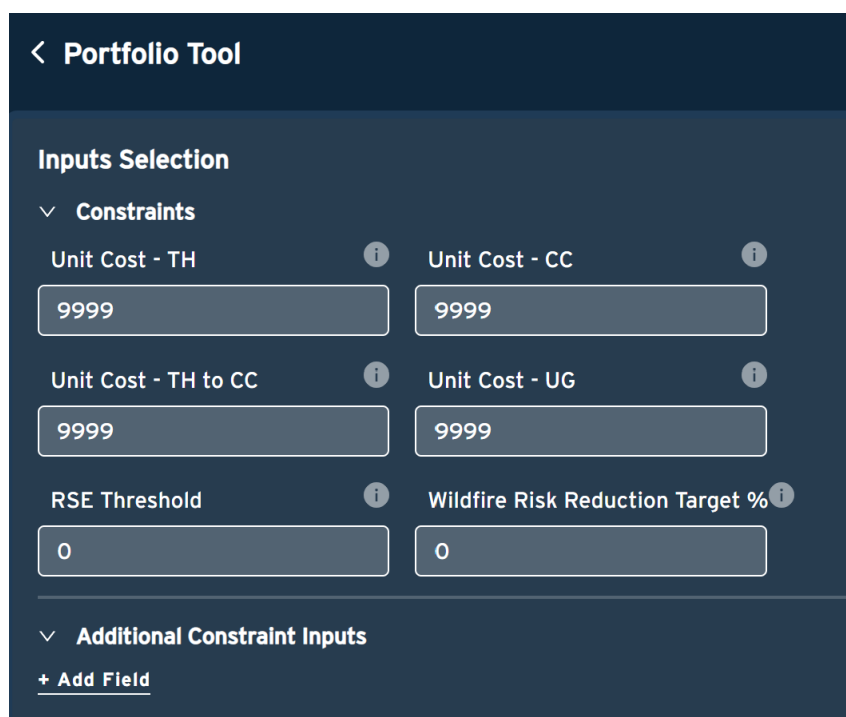 Portfolio Tool
Inputs Selection
Constraints
Unit Cost - TH
Unit Cost - CC
9999
9999
Unit Cost - TH to CC
Unit Cost - UG
9999
9999
RSE Threshold
Wildfire Risk Reduction Target %
0
0
Additional Constraint Inputs
+ Add Field